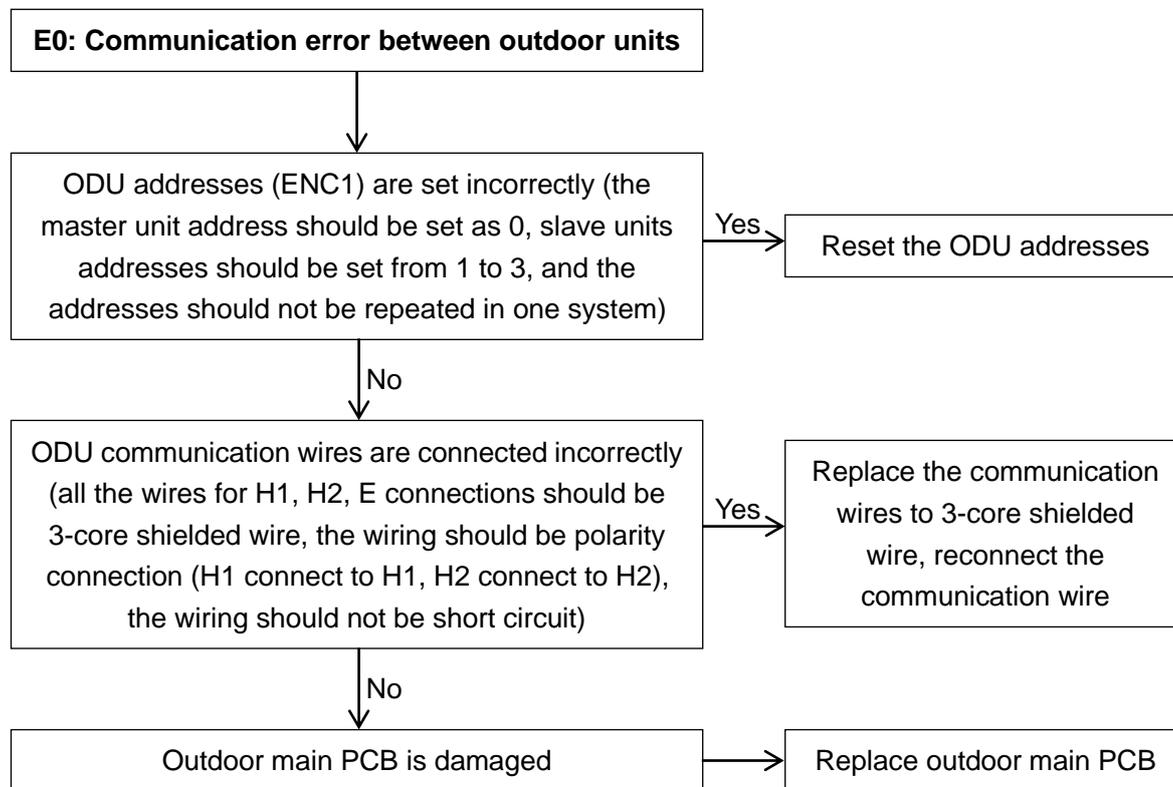 E0: Communication error between outdoor units
ODU addresses (ENC1) are set incorrectly (the
master unit address should be set as 0, slave units
addresses should be set from 1 to 3, and the
addresses should not be repeated in one system)
Yes
Reset the ODU addresses
No
ODU communication wires are connected incorrectly
(all the wires for H1, H2, E connections should be
3-core shielded wire, the wiring should be polarity
connection (H1 connect to H1, H2 connect to H2),
the wiring should not be short circuit)
Yes
Replace the communication
wires to 3-core shielded
wire, reconnect the
communication wire
No
Outdoor main PCB is damaged
Replace outdoor main PCB